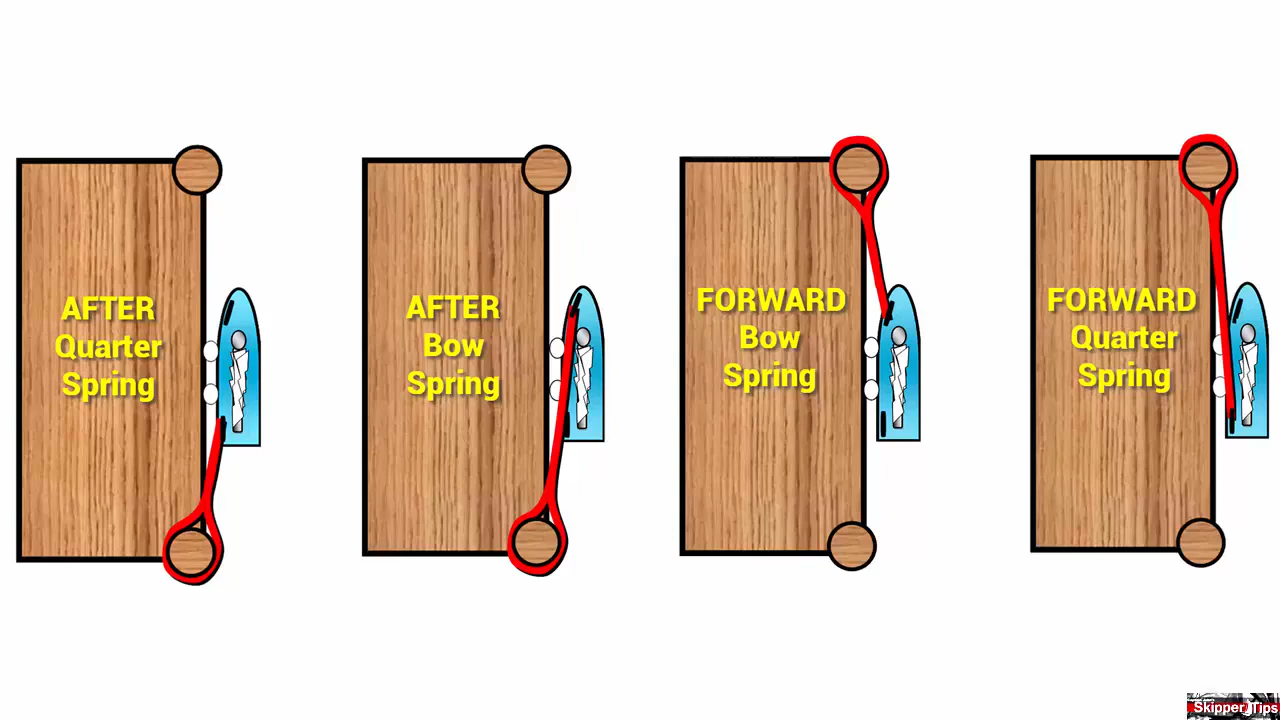 AFTER
Quarter
Spring
AFTER
Bow
Spring
FORWARD
Bow
Spring
FORWARD
Quarter
Spring
Skipper Tips